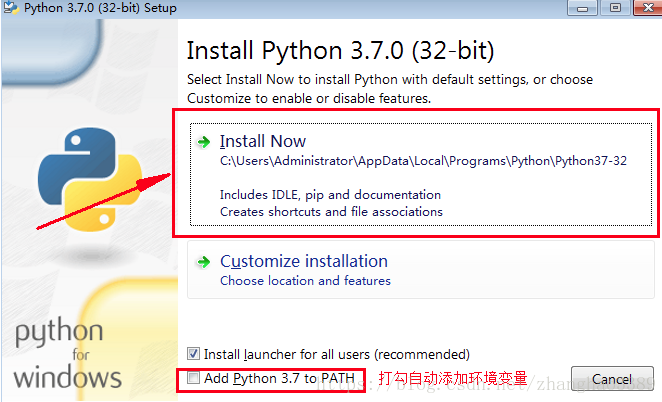 Python 3.7.0 (32-bit) Setup
Install Python 3.7.0 (32-bit)
Select Install Now to install Python with default settings, or choose
Customize to enable or disable features.
Install Now
C:\Users\Administrator\AppData\Local\Programs\Python\Python37-32
Includes IDLE, pip and documentation
Creates shortcuts and file associations
Customize installation
Choose location and features
Install launcher for all users (recommended)
Add Python 3.7 to PATH
打勾自动添加环境变量
Cancel
python
for
windows